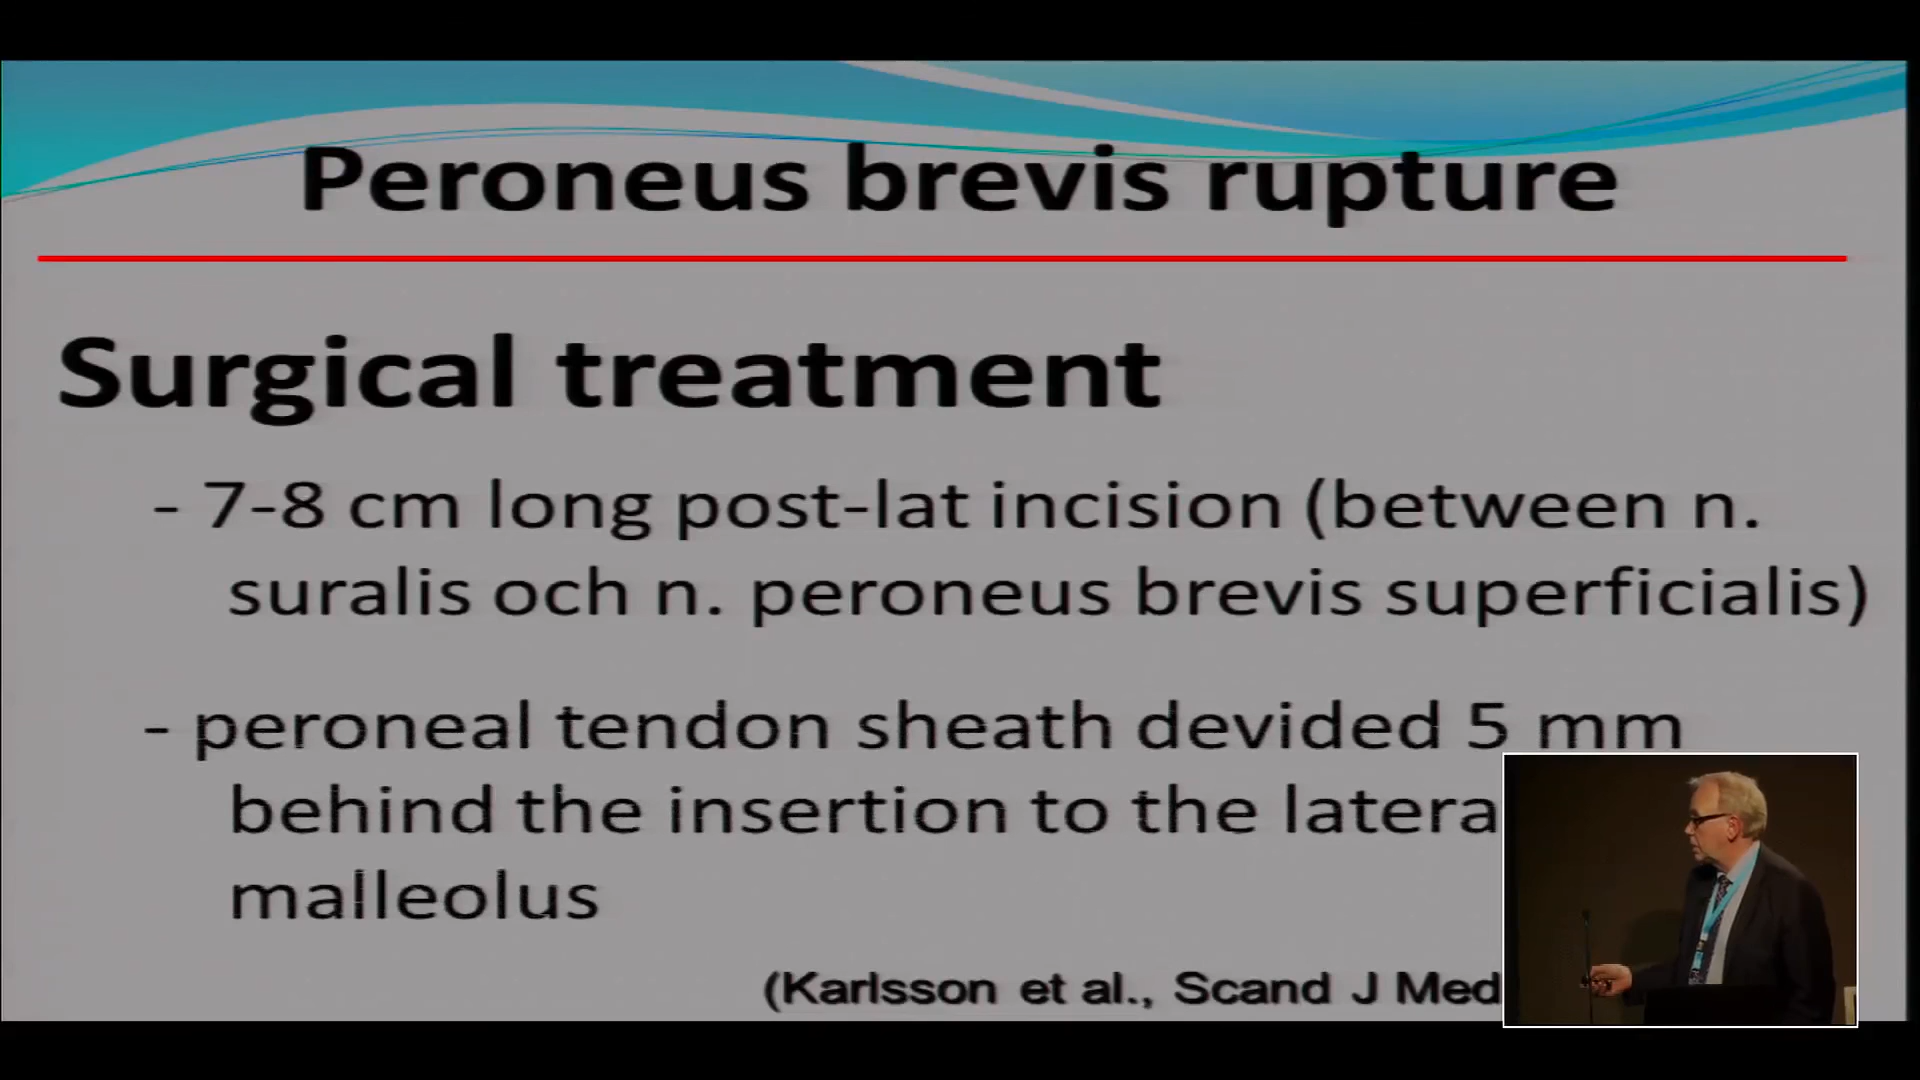 Peroneus brevis rupture
Surgical treatment
- 7-8 cm long post-lat incision (between n.
suralis och n. peroneus brevis superficialis)
- peroneal tendon sheath devided 5 mm
behind the insertion to the latera
malleolus
(Karlsson et al., Scand J Med